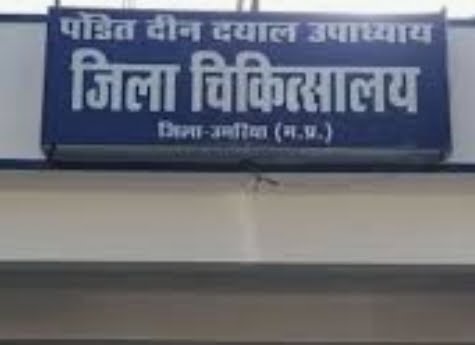 पंडित दीन दयाल उपाध्याय
जिला चिकित्सालय
जिला-उमरिया (म.प्र.)